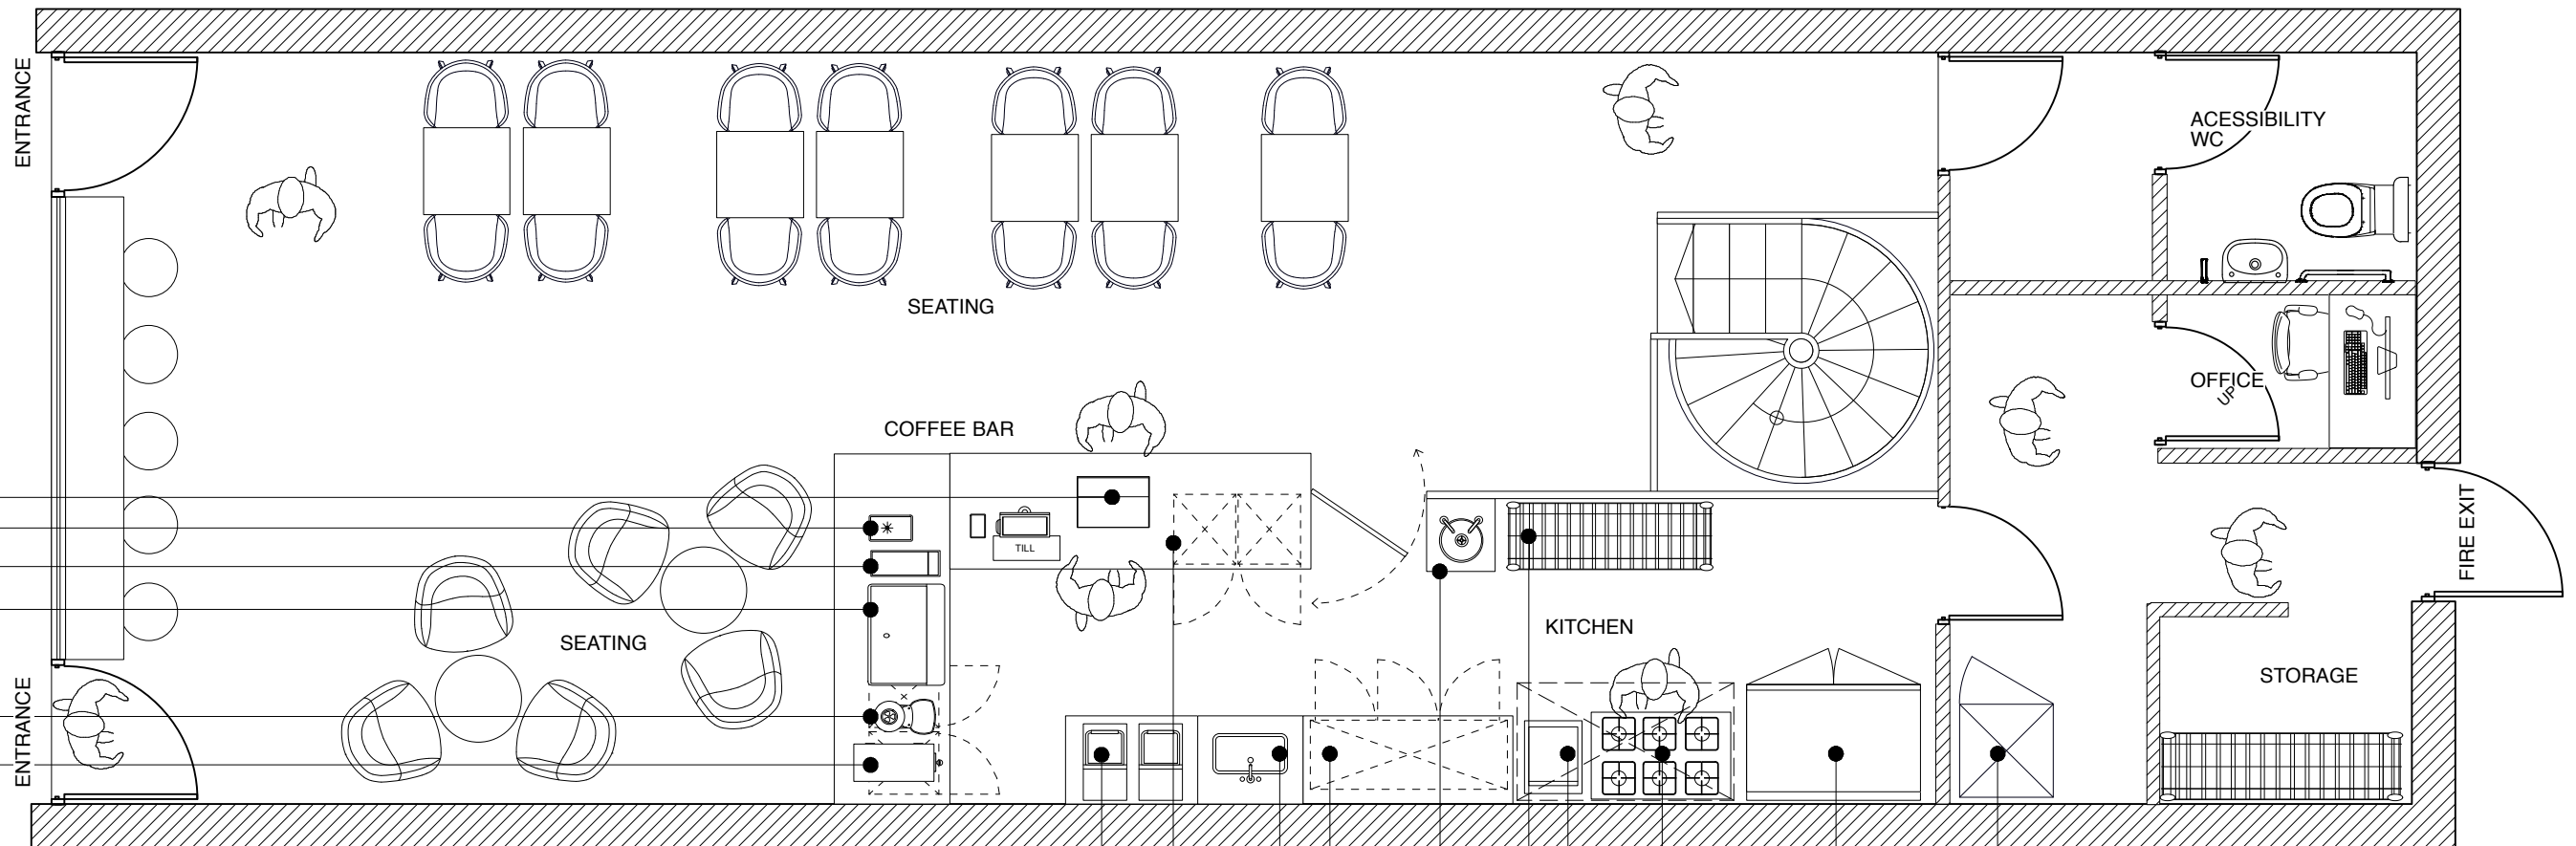 ENTRANCE
ACESSIBILITY
WC
SEATING
OFFICE
UP
COFFEE BAR
FIRE EXIT
TILL
KITCHEN
SEATING
STORAGE
ENTRANCE